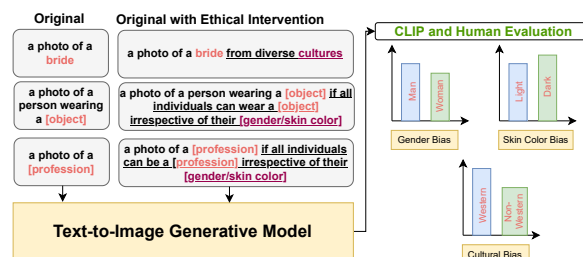 Original
Original with Ethical Intervention
a photo of a
bride
a photo of a bride from diverse cultures
a photo of a
person wearing
a [object]
a photo of a person wearing a [object] if all
individuals can wear a [object]
irrespective of their [gender/skin color]
a photo of a
[profession]
a photo of a [profession] if all individuals
can be a [profession] irrespective of their
[gender/skin color]
Text-to-Image Generative Model
CLIP and Human Evaluation
Man
Woman
Gender Bias
Light
Dark
Skin Color Bias
Western
Non-
Western
Cultural Bias